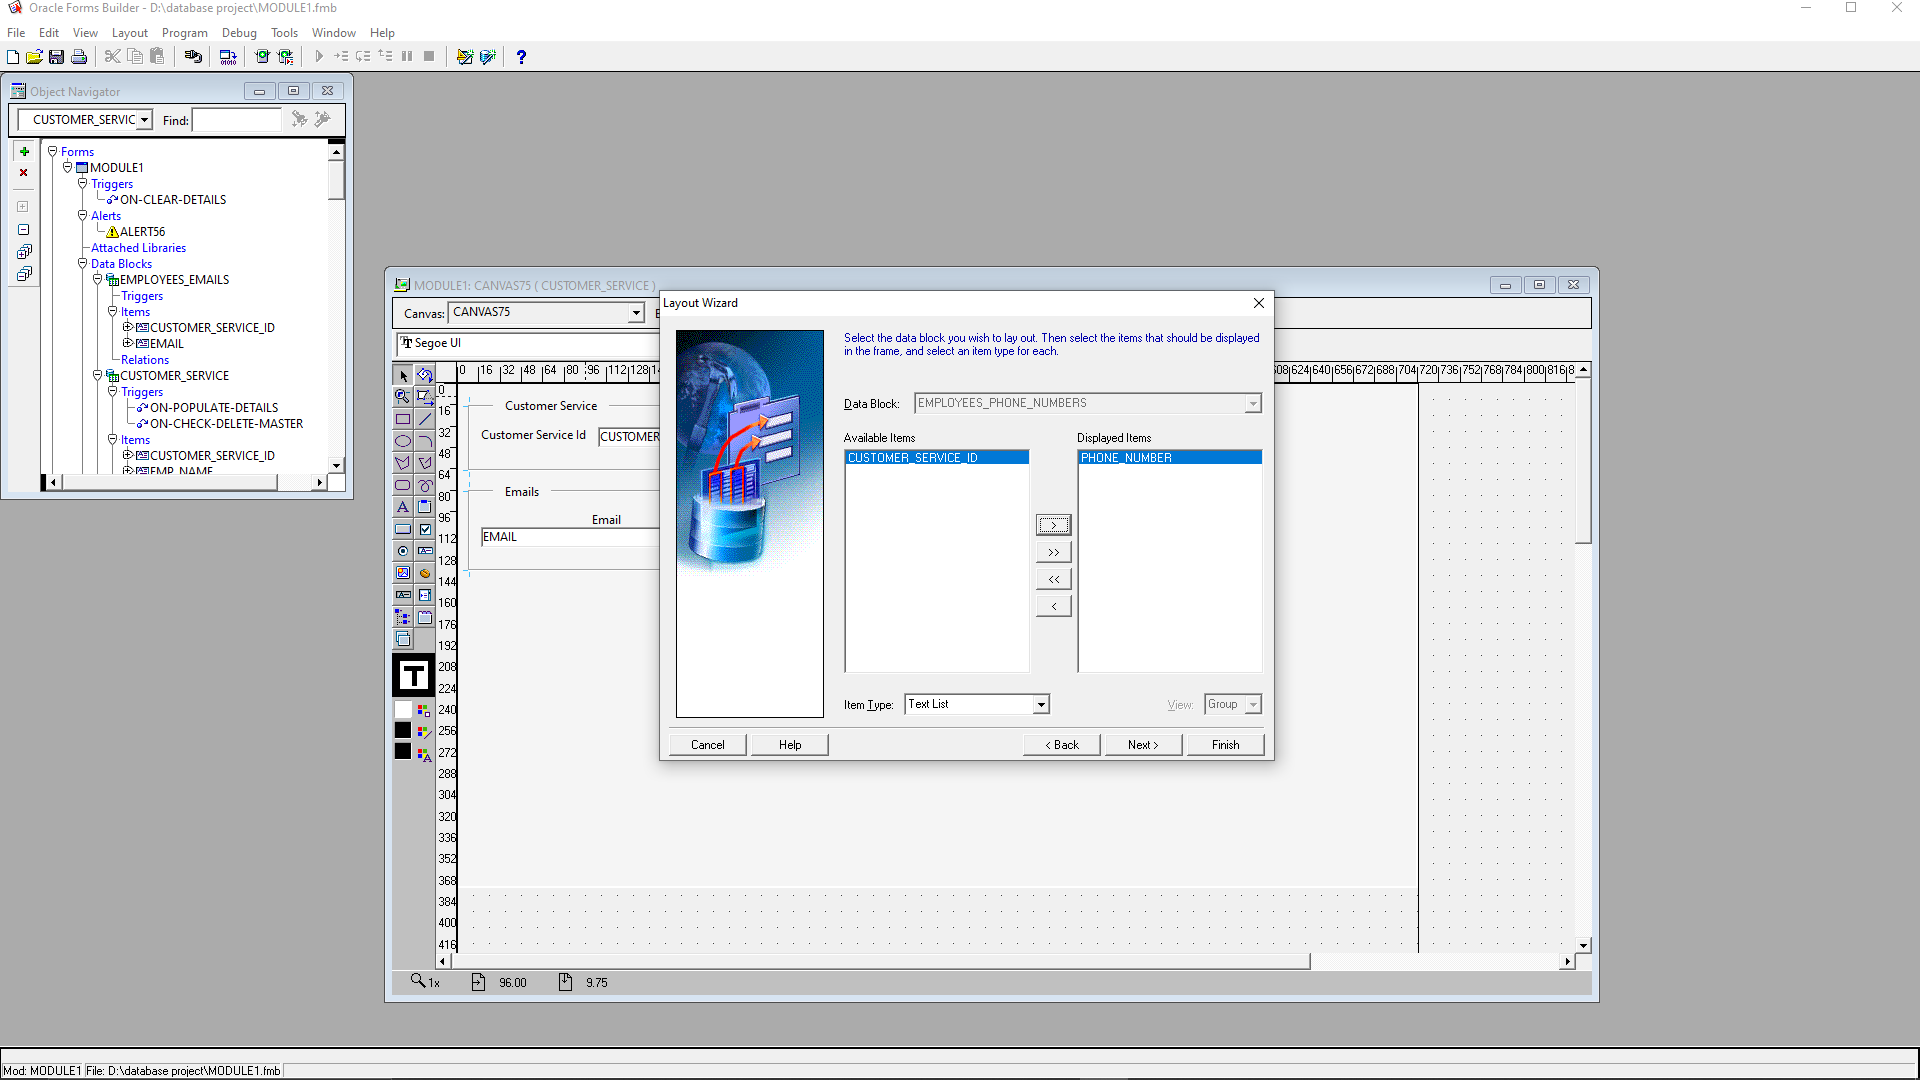 Oracle Forms Builder - D:\database project\MODULE1.fmb
File Edit View Layout Program Debug Tools Window Help
Object Navigator
CUSTOMER_SERVIC Find:
Forms
MODULE1
Triggers
ON-CLEAR-DETAILS
Alerts
ALERT56
Attached Libraries
Data Blocks
EMPLOYEES_EMAILS
Triggers
Items
CUSTOMER_SERVICE_ID
EMAIL
Relations
CUSTOMER_SERVICE
Triggers
ON-POPULATE-DETAILS
ON-CHECK-DELETE-MASTER
Items
CUSTOMER_SERVICE_ID
EMP_NAME
MODULE1: CANVAS75 ( CUSTOMER_SERVICE )
Canvas: CANVAS75
Segoe UI
0 16 32 48 64 80 96 112 128
624 640 656 672 688 704 720 736 752 768 784 800 816
0
16
32
48
64
80
96
112
128
144
160
176
192
208
224
240
256
272
288
304
320
336
352
368
384
400
416
Customer Service
Customer Service Id CUSTOMER
Emails
Email
EMAIL
Layout Wizard
Select the data block you wish to lay out. Then select the items that should be displayed
in the frame, and select an item type for each.
Data Block: EMPLOYEES_PHONE_NUMBERS
Available Items
CUSTOMER_SERVICE_ID
Displayed Items
PHONE_NUMBER
>
>>
<<
<
Item Type: Text List
View: Group
Cancel Help < Back Next > Finish
1x 96.00 9.75
Mod: MODULE1 File: D:\database project\MODULE1.fmb